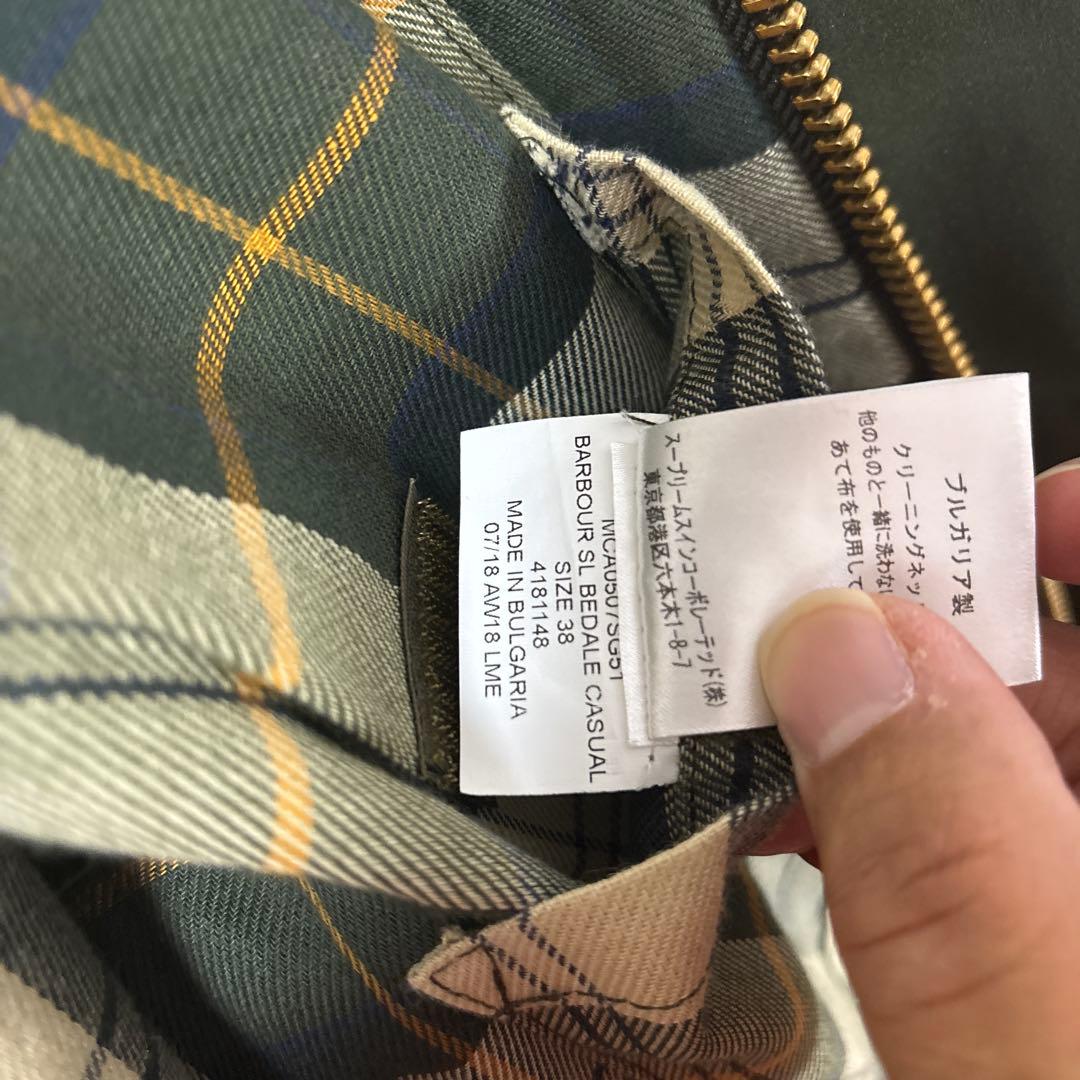 MCA0507SG51
BARBOUR SL BEDALE CASUAL
SIZE 38
4181148
MADE IN BULGARIA
07/18 AW18 LME
ブルガリア製
クリーニングネッ
他のものと一緒に洗わない
あて布を使用して
スープリームスインコーポレーテッド(株)
東京都港区六本木1-8-7